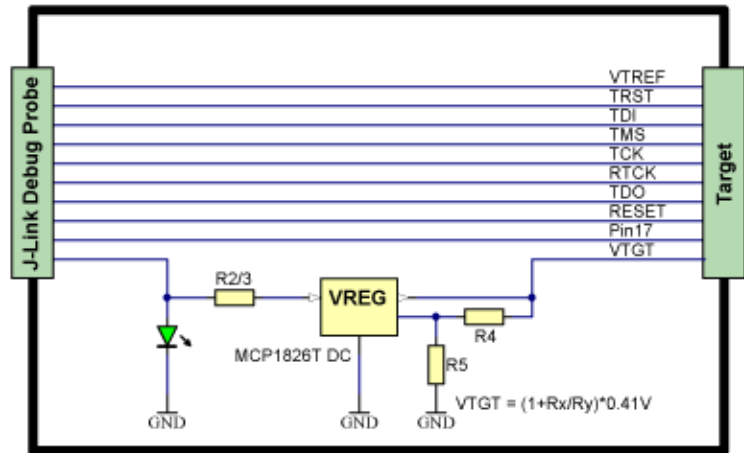 J-Link Debug Probe
VTREF
TRST
TDI
TMS
TCK
RTCK
TDO
RESET
Pin17
VTGT
Target
R2/3
VREG
R4
MCP1826T DC
R5
VTGT = (1+Rx/Ry)*0.41V
GND
GND
GND